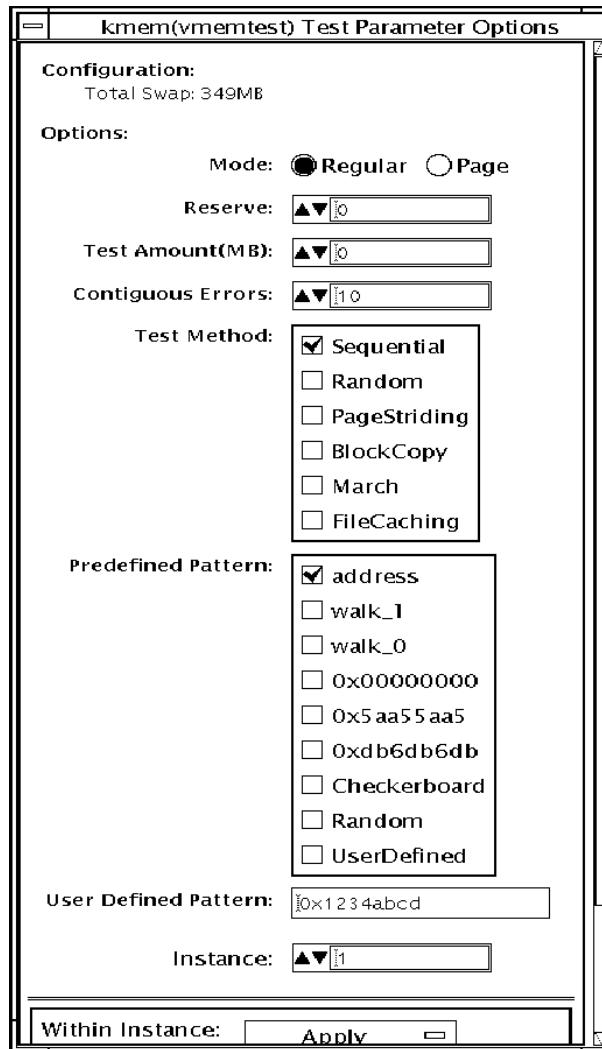 kmem(vmemtest) Test Parameter Options
Configuration:
Total Swap: 349MB
Options:
Mode: Regular Page
Reserve: 0
Test Amount(MB): 0
Contiguous Errors: 10
Test Method:
Sequential
Random
PageStriding
BlockCopy
March
FileCaching
Predefined Pattern:
address
walk_1
walk_0
0x00000000
0x5aa55aa5
0xdb6db6db
Checkerboard
Random
UserDefined
User Defined Pattern: 0x1234abcd
Instance: 1
Within Instance: Apply